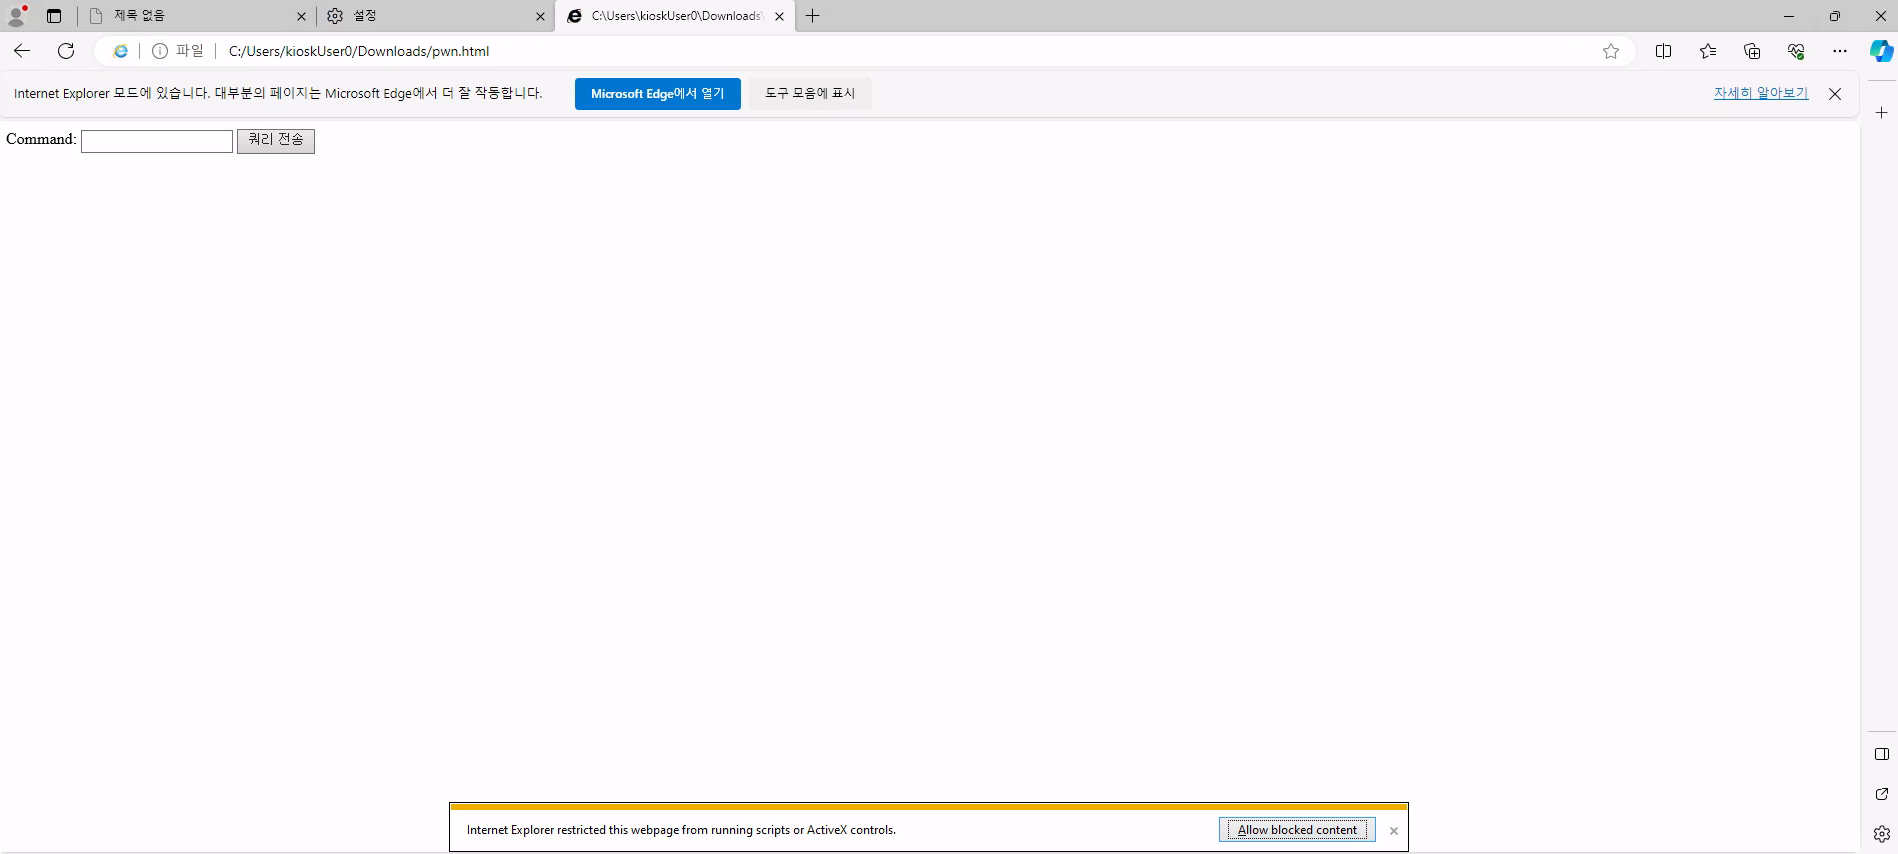 제목 없음
설정
C:\Users\kioskUser0\Downloads\
파일
C:/Users/kioskUser0/Downloads/pwn.html
Internet Explorer 모드에 있습니다. 대부분의 페이지는 Microsoft Edge에서 더 잘 작동합니다.
Microsoft Edge에서 열기
도구 모음에 표시
자세히 알아보기
Command:
쿼리 전송
Internet Explorer restricted this webpage from running scripts or ActiveX controls.
Allow blocked content